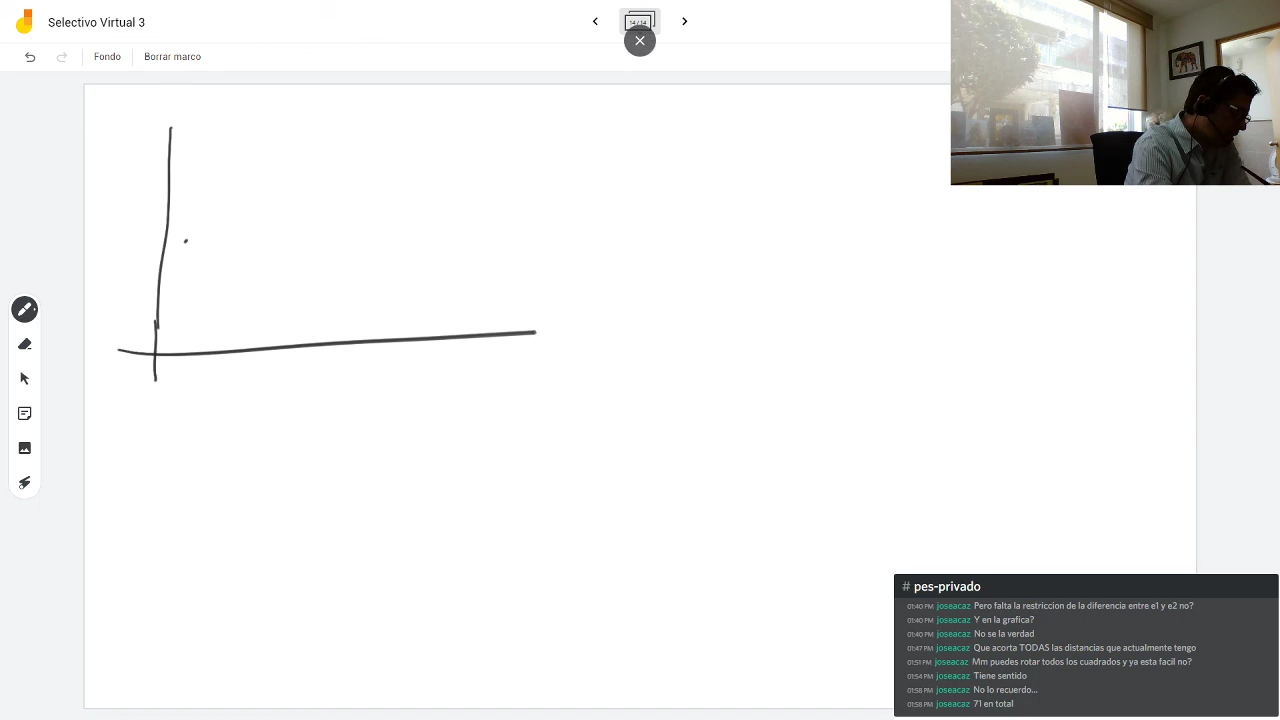 Selectivo Virtual 3
14 / 14
Fondo
Borrar marco
# pes-privado
01:40 PM joseacaz Pero falta la restriccion de la diferencia entre e1 y e2 no?
01:40 PM joseacaz Y en la grafica?
01:40 PM joseacaz No se la verdad
01:47 PM joseacaz Que acorta TODAS las distancias que actualmente tengo
01:51 PM joseacaz Mm puedes rotar todos los cuadrados y ya esta facil no?
01:54 PM joseacaz Tiene sentido
01:58 PM joseacaz No lo recuerdo...
01:58 PM joseacaz 71 en total